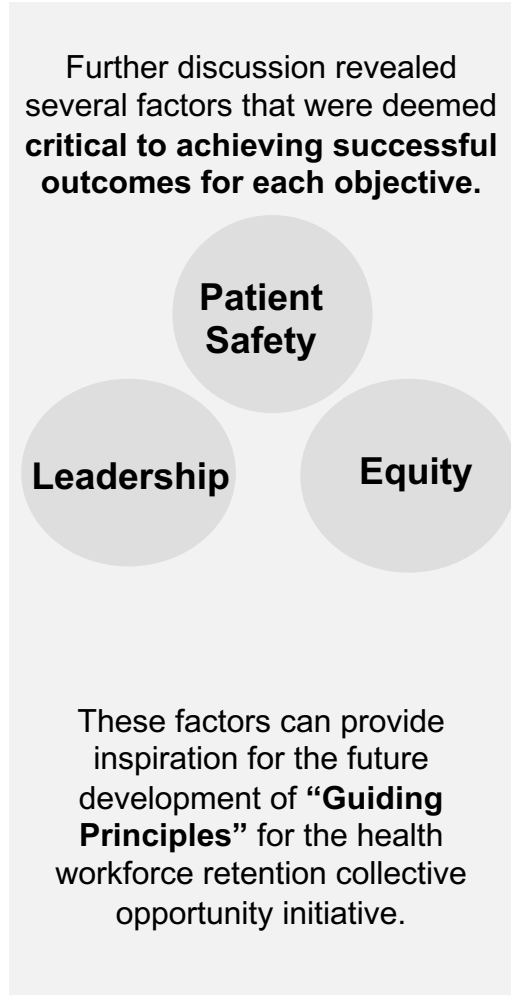 Further discussion revealed
several factors that were deemed
critical to achieving successful
outcomes for each objective.
Patient
Safety
Leadership
Equity
These factors can provide
inspiration for the future
development of “Guiding
Principles” for the health
workforce retention collective
opportunity initiative.